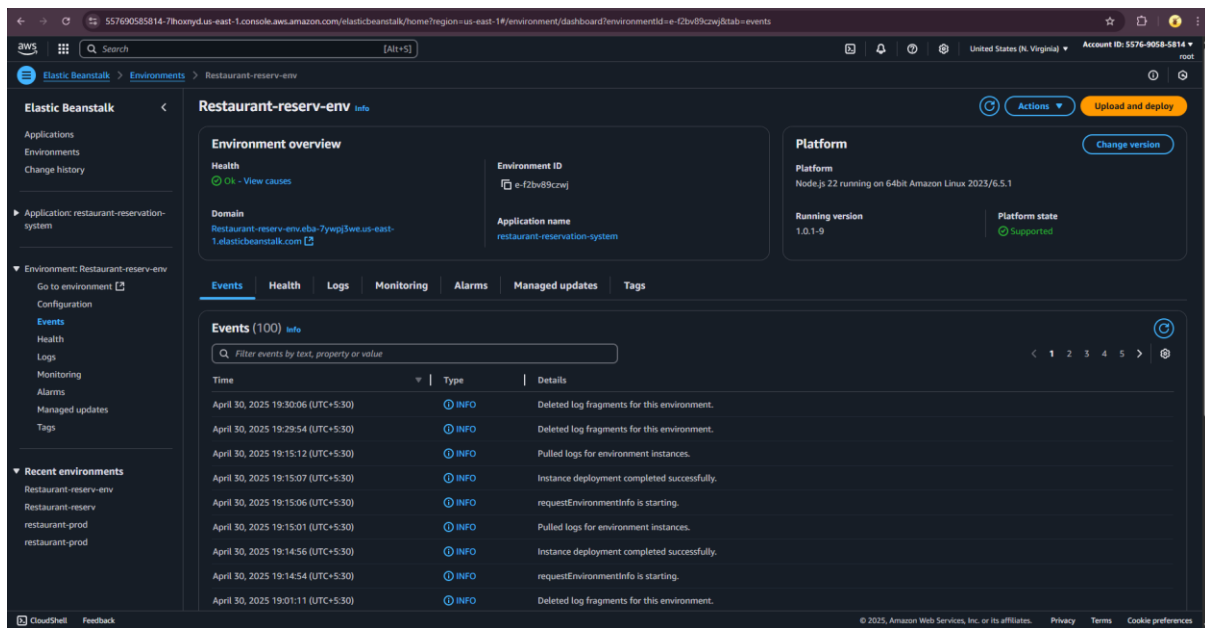 557690585814-7lhoxnyd.us-east-1.console.aws.amazon.com/elasticbeanstalk/home?region=us-east-1#/environment/dashboard?environmentId=e-f2bv89czwj&tab=events
aws
Search [Alt+S]
United States (N. Virginia)
Account ID: 5576-9058-5814
root
Elastic Beanstalk > Environments > Restaurant-reserv-env
Elastic Beanstalk
Applications
Environments
Change history
Application: restaurant-reservation-
system
Environment: Restaurant-reserv-env
Go to environment
Configuration
Events
Health
Logs
Monitoring
Alarms
Managed updates
Tags
Recent environments
Restaurant-reserv-env
Restaurant-reserv
restaurant-prod
restaurant-prod
Restaurant-reserv-env Info
Actions
Upload and deploy
Environment overview
Health
Ok - View causes
Domain
Restaurant-reserv-env.eba-7ywpj3we.us-east-
1.elasticbeanstalk.com
Environment ID
e-f2bv89czwj
Application name
restaurant-reservation-system
Platform
Change version
Platform
Node.js 22 running on 64bit Amazon Linux 2023/6.5.1
Running version
1.0.1-9
Platform state
Supported
Events Health Logs Monitoring Alarms Managed updates Tags
Events (100) Info
Filter events by text, property or value
< 1 2 3 4 5 >
Time Type Details
April 30, 2025 19:30:06 (UTC+5:30) INFO Deleted log fragments for this environment.
April 30, 2025 19:29:54 (UTC+5:30) INFO Deleted log fragments for this environment.
April 30, 2025 19:15:12 (UTC+5:30) INFO Pulled logs for environment instances.
April 30, 2025 19:15:07 (UTC+5:30) INFO Instance deployment completed successfully.
April 30, 2025 19:15:06 (UTC+5:30) INFO requestEnvironmentInfo is starting.
April 30, 2025 19:15:01 (UTC+5:30) INFO Pulled logs for environment instances.
April 30, 2025 19:14:56 (UTC+5:30) INFO Instance deployment completed successfully.
April 30, 2025 19:14:54 (UTC+5:30) INFO requestEnvironmentInfo is starting.
April 30, 2025 19:01:11 (UTC+5:30) INFO Deleted log fragments for this environment.
CloudShell Feedback
© 2025, Amazon Web Services, Inc. or its affiliates. Privacy Terms Cookie preferences